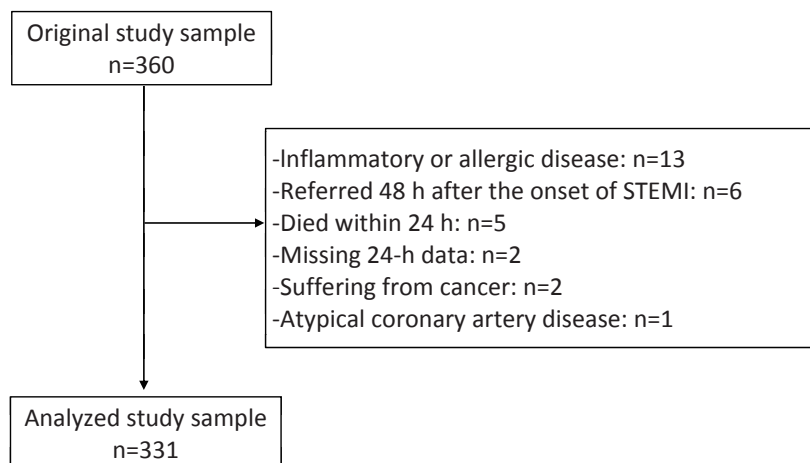 Original study sample
n=360
-Inflammatory or allergic disease: n=13
-Referred 48 h after the onset of STEMI: n=6
-Died within 24 h: n=5
-Missing 24-h data: n=2
-Suffering from cancer: n=2
-Atypical coronary artery disease: n=1
Analyzed study sample
n=331